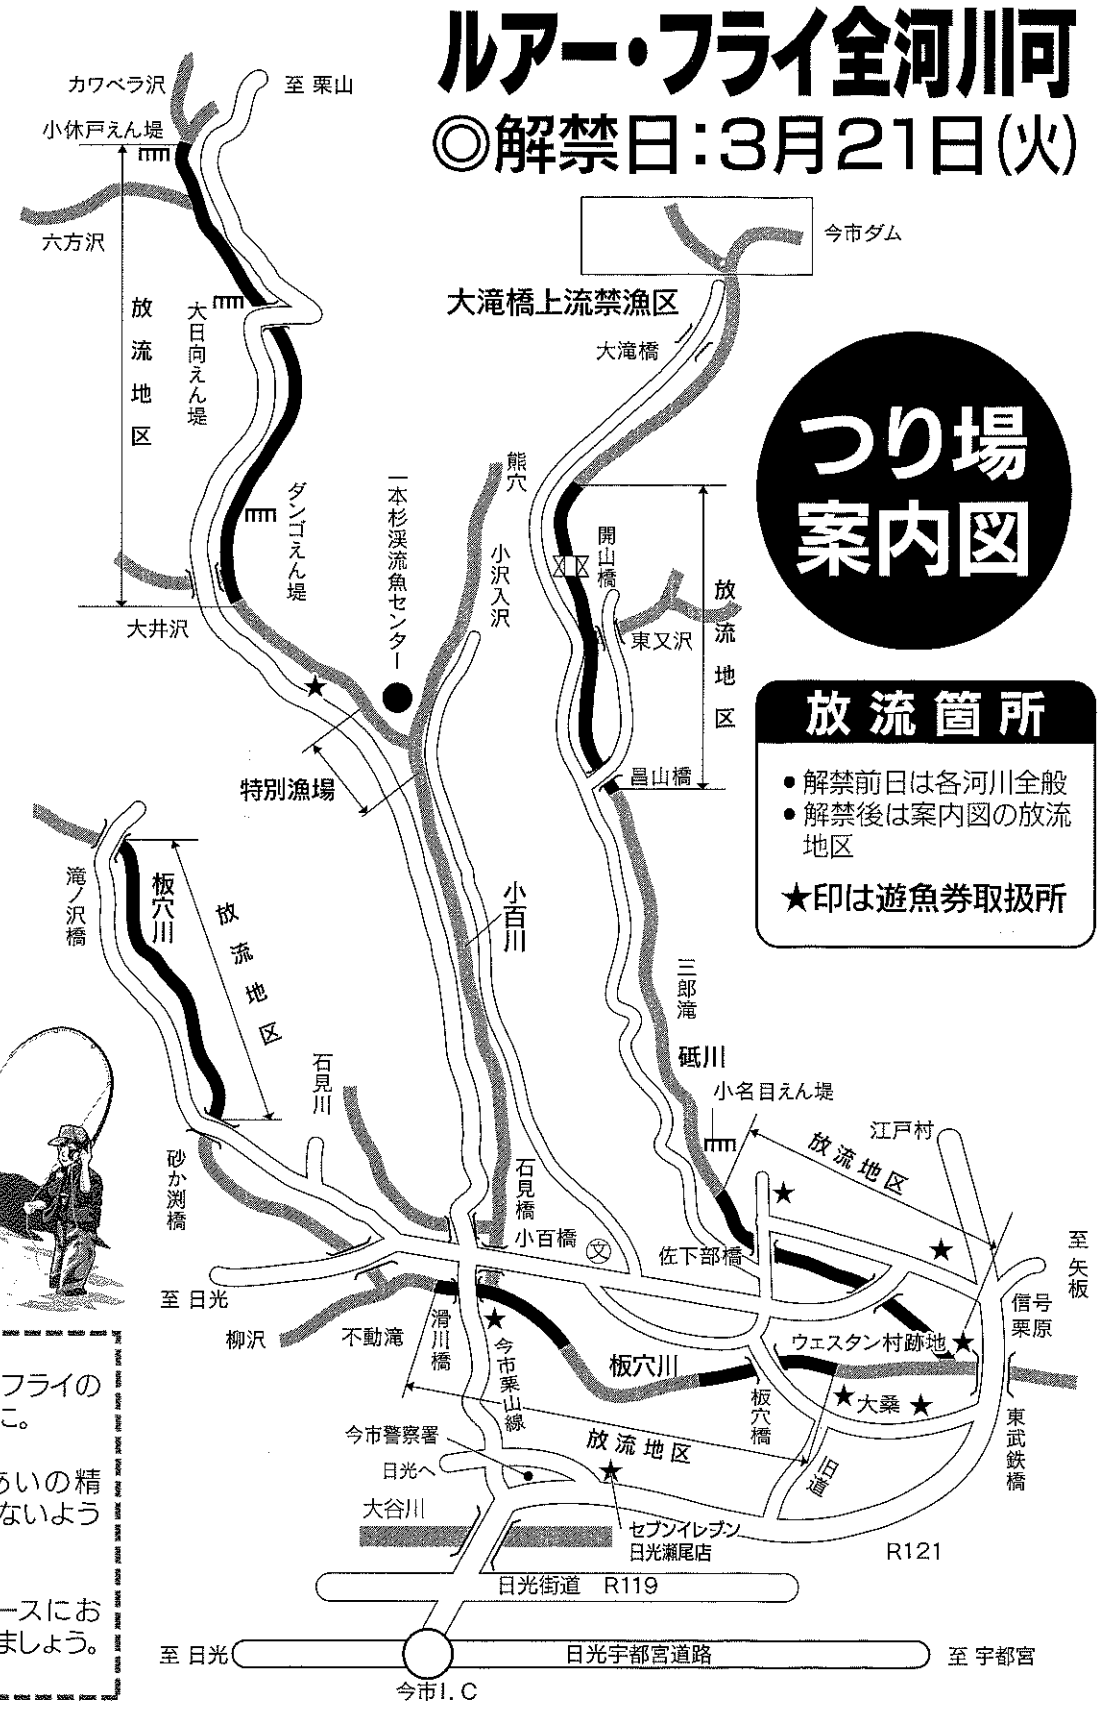 ルアー・フライ全河川可
◎解禁日：3月21日（火）
カワベラ沢
至 栗山
小休戸えん堤
六方沢
今市ダム
大滝橋上流禁漁区
大滝橋
放流地区
大日向えん堤
つり場
案内図
熊穴
一本杉渓流魚センター
ダンゴえん堤
小沢入沢
開山橋
放流地区
東又沢
大井沢
放流箇所
●解禁前日は各河川全般
●解禁後は案内図の放流
地区
★印は遊魚券取扱所
特別漁場
昌山橋
滝ノ沢橋
板穴川
放流地区
小百川
三郎滝
砥川
小名目えん堤
石見川
江戸村
放流地区
砂か渕橋
石見橋
小百橋
文
佐下部橋
至 矢板
至 日光
信号
栗原
柳沢
不動滝
滑川橋
今市栗山線
ウェスタン村跡地
板穴川
板穴橋
大桑
東武鉄橋
今市警察署
日光へ
放流地区
旧道
大谷川
セブンイレブン
日光瀬尾店
R121
日光街道 R119
至 日光
日光宇都宮道路
至 宇都宮
今市I.C
フライの
こ。
あいの精
ないよう
ースにお
ましょう。